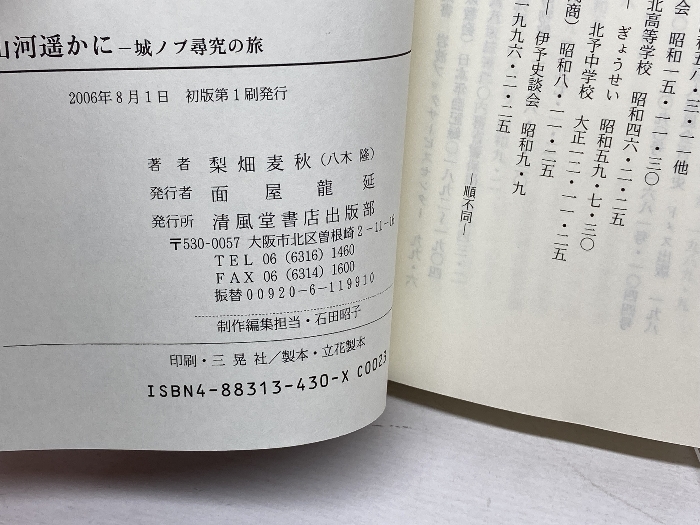 山河遥かに－城ノブ尋究の旅
2006年8月1日 初版第1刷発行
著者 梨畑麦秋(八木 隆)
発行者 面屋龍延
発行所 清風堂書店出版部
〒530-0057 大阪市北区曽根崎2-11-16
TEL 06 (6316) 1460
FAX 06 (6314) 1600
振替00920-6-119910
制作編集担当・石田昭子
印刷・三晃社／製本・立花製本
ISBN4-88313-430-X C0023
昭和一五・一一・三〇
北高等学校 昭和四六・二・二五
ぎょうせい 昭和五九・七・三〇
北予中学校 大正一二・一一・二五
昭和八・一一・二五
伊予史談会 昭和九・九
一九九六・二・二五
―順不同―